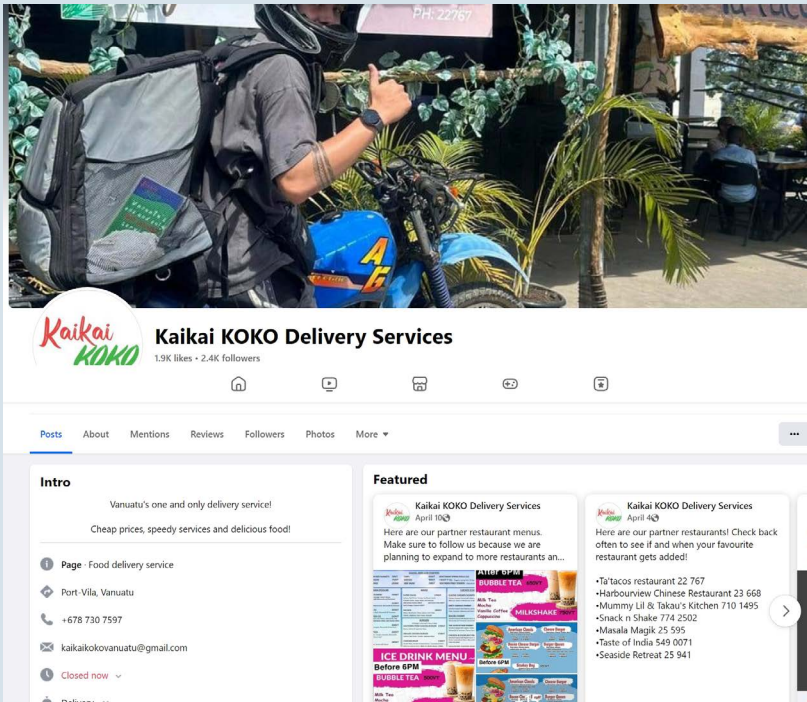 PH: 22767
AG
Kaikai
KOKO
Kaikai KOKO Delivery Services
1.9K likes • 2.4K followers
Posts
About
Mentions
Reviews
Followers
Photos
More
Intro
Vanuatu's one and only delivery service!
Cheap prices, speedy services and delicious food!
Page · Food delivery service
Port-Vila, Vanuatu
+678 730 7597
kaikaikokovanuatu@gmail.com
Closed now
Featured
Kaikai KOKO Delivery Services
April 10
Here are our partner restaurant menus.
Make sure to follow us because we are
planning to expand to more restaurants an...
After 6PM
BUBBLE TEA
Milk Tea
Mocha
Vanilla Coffee
Cappuccino
MILKSHAKE
ICE DRINK MENU
Before 6PM
BUBBLE TEA
Milk Tea
Before 6PM
Kaikai KOKO Delivery Services
April 4
Here are our partner restaurants! Check back
often to see if and when your favourite
restaurant gets added!
•Ta'tacos restaurant 22 767
•Harbourview Chinese Restaurant 23 668
•Mummy Lil & Takau's Kitchen 710 1495
•Snack n Shake 774 2502
•Masala Magik 25 595
•Taste of India 549 0071
•Seaside Retreat 25 941